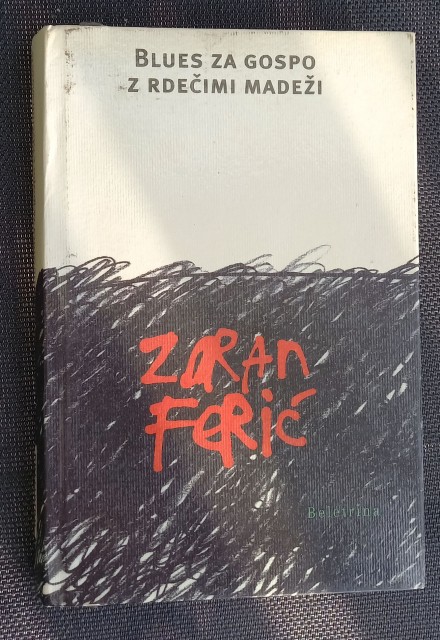 BLUES ZA GOSPO
Z RDEČIMI MADEŽI
ZORAN
FERIĆ
Beletrina